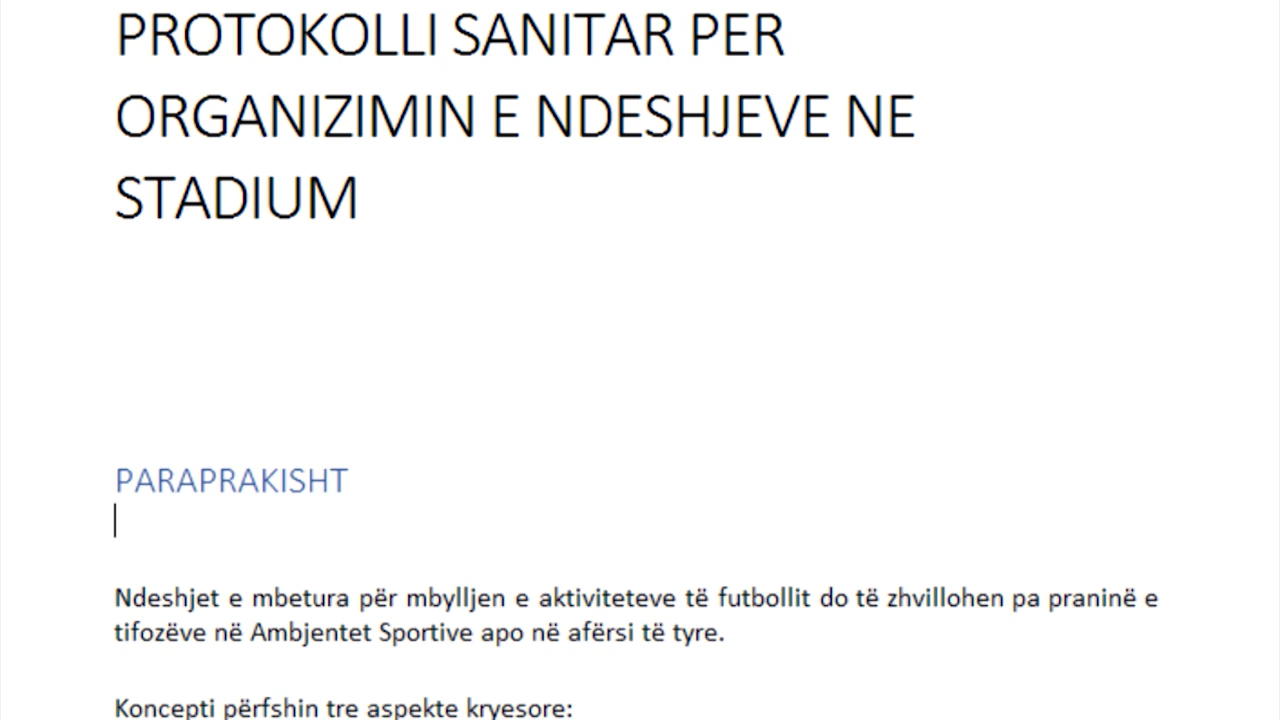 PROTOKOLLI SANITAR PER
ORGANIZIMIN E NDESHJEVE NE
STADIUM
PARAPRAKISHT
Ndeshjet e mbetura për mbylljen e aktiviteteve të futbollit do të zhvillohen pa praninë e
tifozëve në Ambjentet Sportive apo në afërsi të tyre.
Koncepti përfshin tre aspekte kryesore: